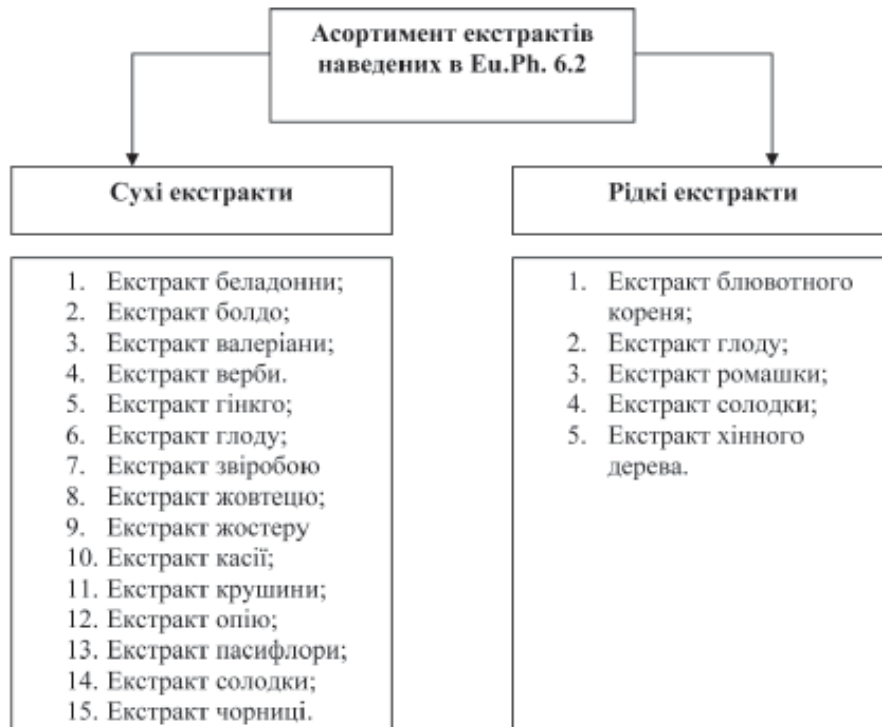 Асортимент екстрактів
наведених в Eu.Ph. 6.2
Сухі екстракти
1. Екстракт беладонни;
2. Екстракт болдо;
3. Екстракт валеріани;
4. Екстракт верби.
5. Екстракт гінкго;
6. Екстракт глоду;
7. Екстракт звіробою
8. Екстракт жовтецю;
9. Екстракт жостеру
10. Екстракт касії;
11. Екстракт крушини;
12. Екстракт опію;
13. Екстракт пасифлори;
14. Екстракт солодки;
15. Екстракт чорниці.
Рідкі екстракти
1. Екстракт блювотного
кореня;
2. Екстракт глоду;
3. Екстракт ромашки;
4. Екстракт солодки;
5. Екстракт хінного
дерева.